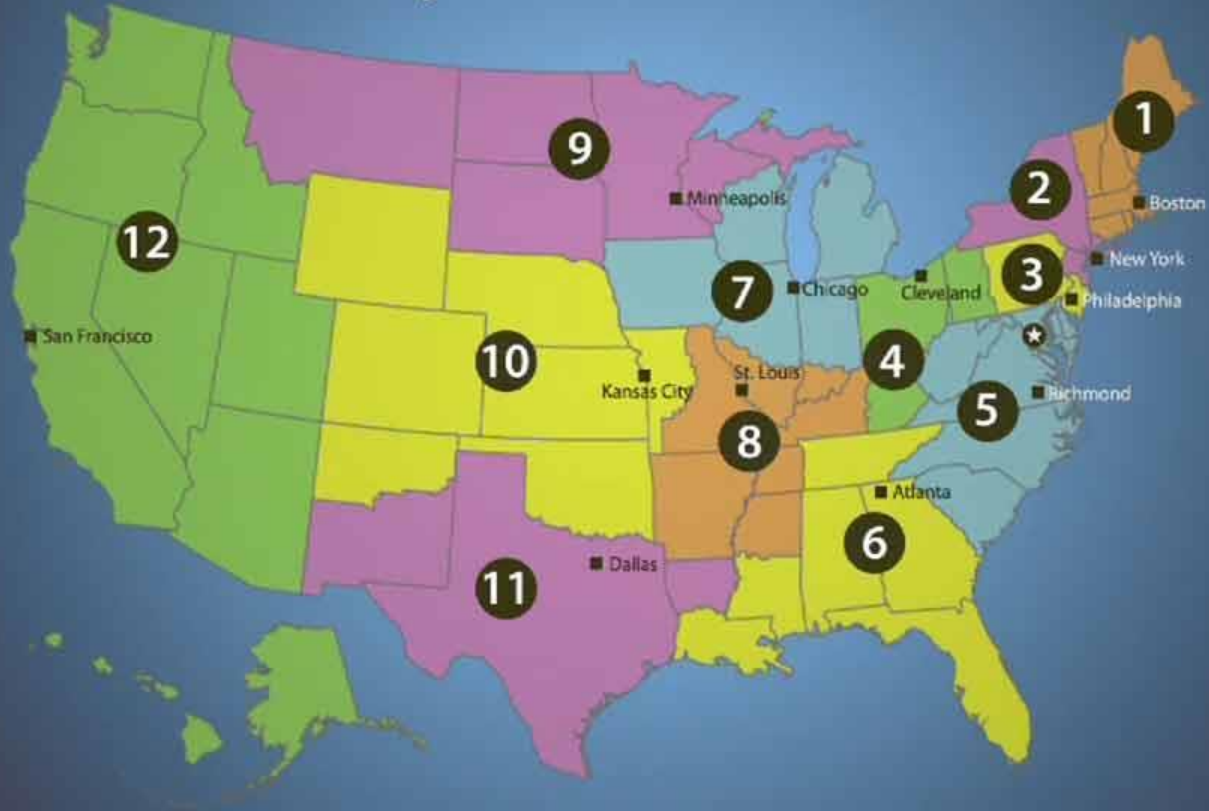 1
9
2
Minneapolis
Boston
12
New York
3
7
Chicago
Cleveland
Philadelphia
San Francisco
10
4
St. Louis
Kansas City
Richmond
5
8
Atlanta
6
Dallas
11